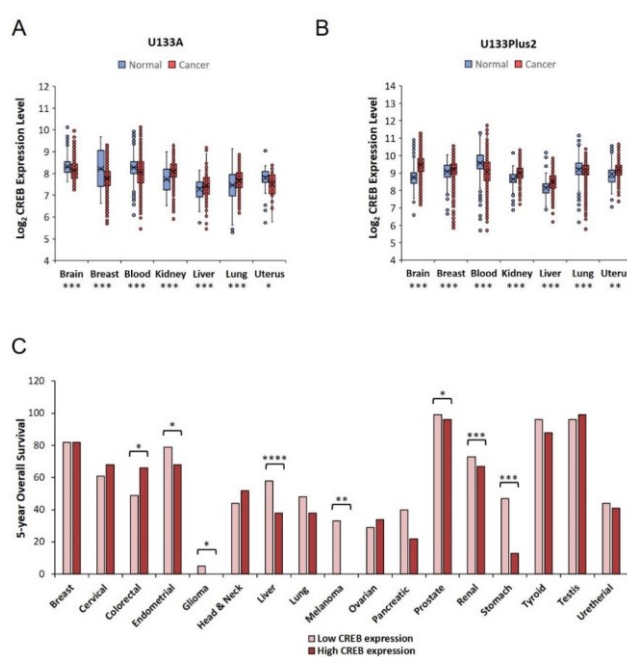 A
U133A
Normal Cancer
Log2 CREB Expression Level
12
11
10
9
8
7
6
5
4
Brain Breast Blood Kidney Liver Lung Uterus
*** *** *** *** *** *** *
B
U133Plus2
Normal Cancer
Log2 CREB Expression Level
14
13
12
11
10
9
8
7
6
5
4
Brain Breast Blood Kidney Liver Lung Uterus
*** *** *** *** *** *** **
C
5-year Overall Survival
120
100
80
60
40
20
0
* * * **** ** * *** ***
Breast Cervical Colorectal Endometrial Glioma Head & Neck Liver Lung Melanoma Ovarian Pancreatic Prostate Renal Stomach Tyroid Testis Uretherial
Low CREB expression
High CREB expression